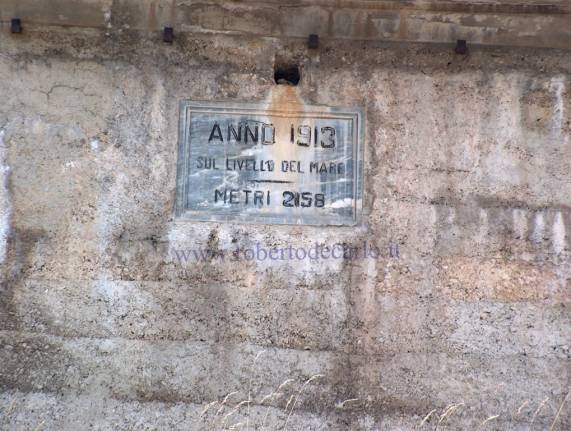 ANNO 1913
SUL LIVELLO DEL MARE
METRI 2158
www.robertodecarlo.it